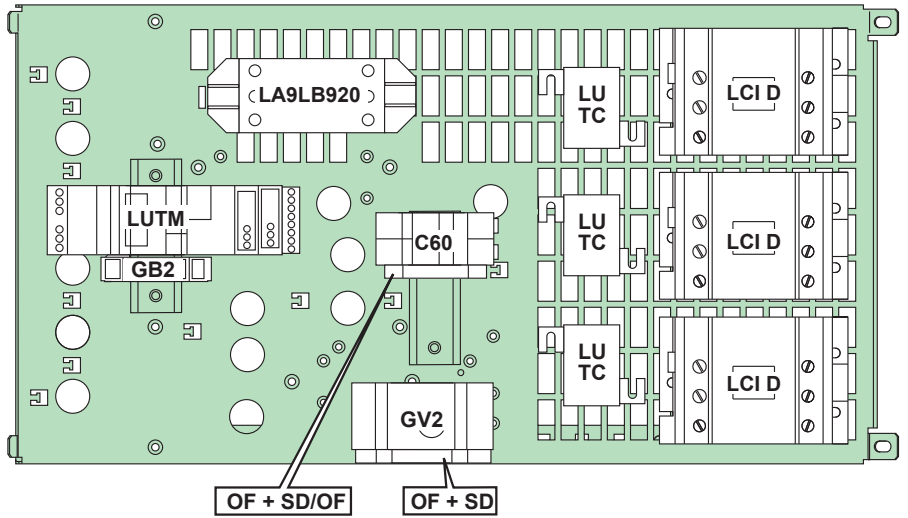 LA9LB920
LU
TC
LCI D
LUTM
GB2
C60
LU
TC
LCI D
LU
TC
LCI D
GV2
OF + SD/OF
OF + SD